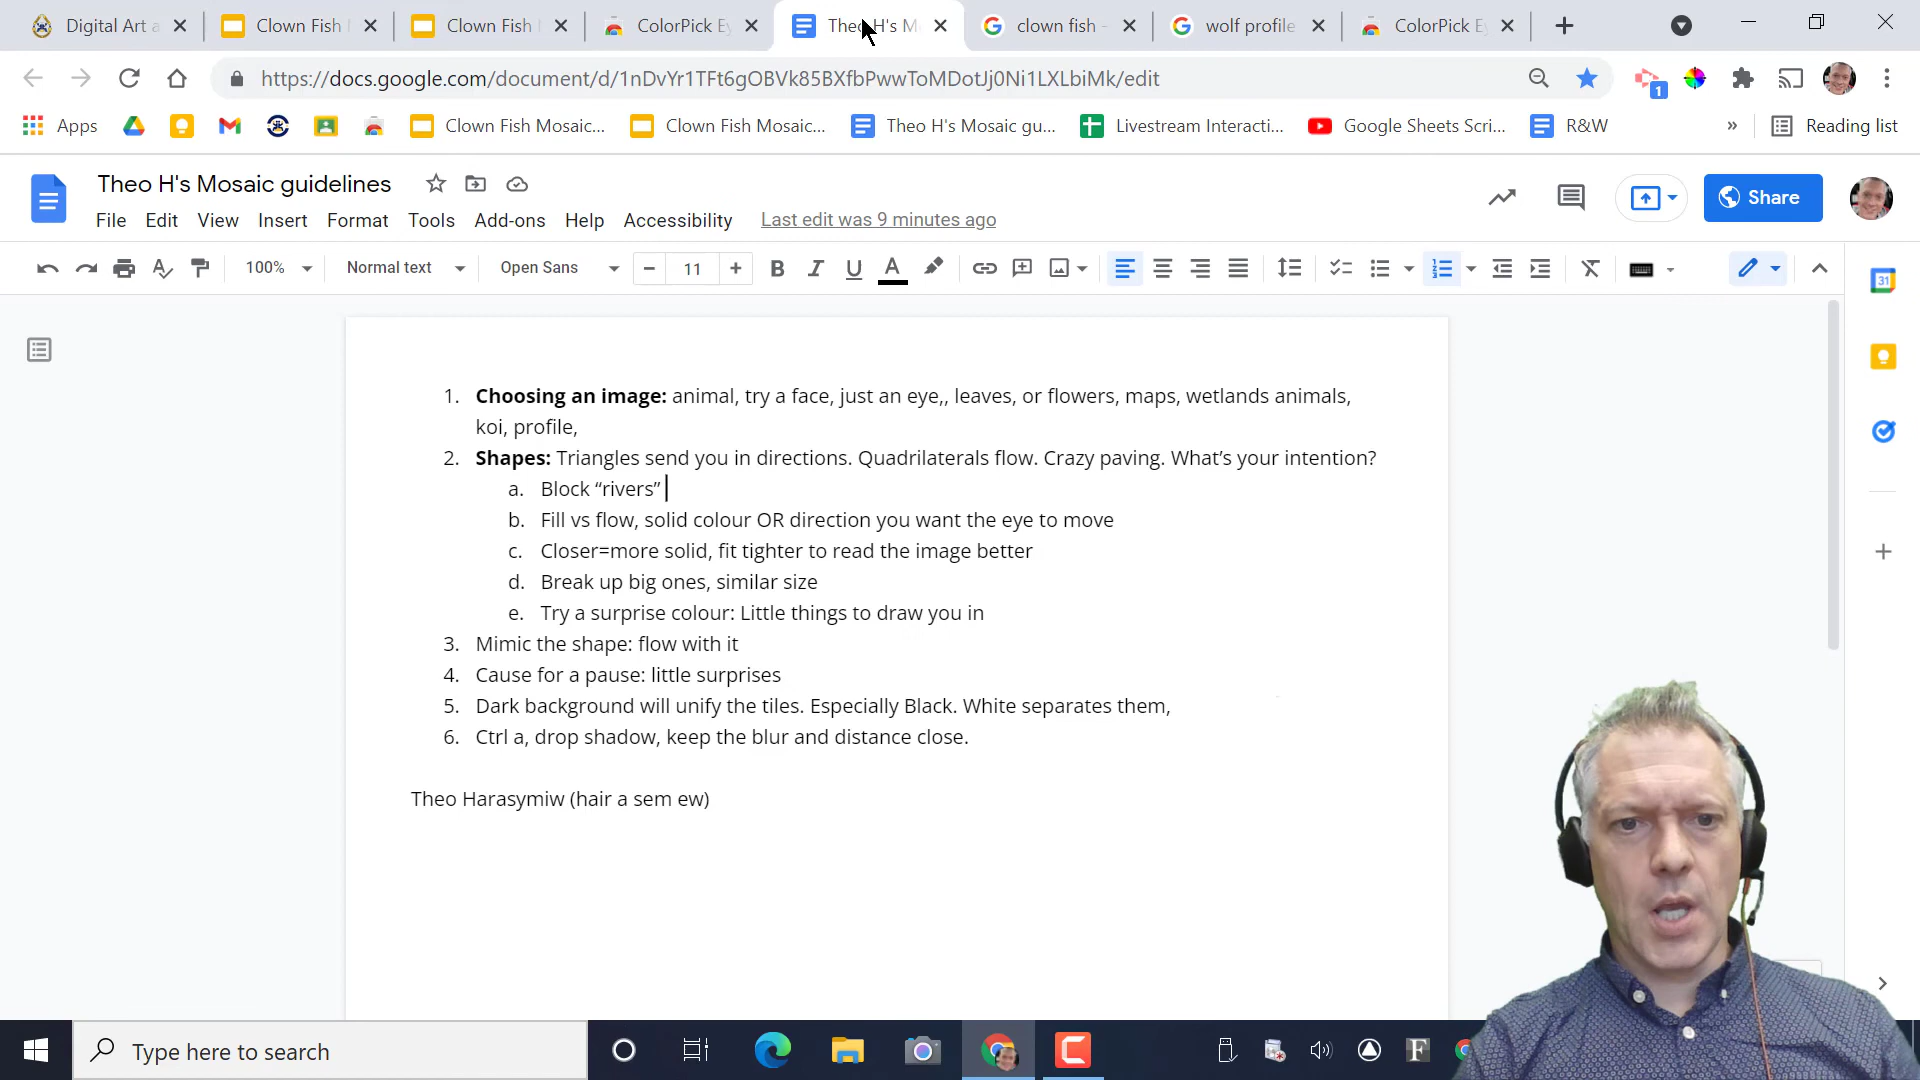 Digital Art a
Clown Fish
Clown Fish
ColorPick Ey
Theo H's M
clown fish -
wolf profile
ColorPick Ey
https://docs.google.com/document/d/1nDvYr1TFt6gOBVk85BXfbPwwToMDotJj0Ni1LXLbiMk/edit
1
Apps
Clown Fish Mosaic...
Clown Fish Mosaic...
Theo H's Mosaic gu...
Livestream Interacti...
Google Sheets Scri...
R&W
»
Reading list
Theo H's Mosaic guidelines
File Edit View Insert Format Tools Add-ons Help Accessibility Last edit was 9 minutes ago
Share
100% Normal text Open Sans − 11 + B I U A
31
1. Choosing an image: animal, try a face, just an eye,, leaves, or flowers, maps, wetlands animals,
koi, profile,
2. Shapes: Triangles send you in directions. Quadrilaterals flow. Crazy paving. What’s your intention?
a. Block “rivers”
b. Fill vs flow, solid colour OR direction you want the eye to move
c. Closer=more solid, fit tighter to read the image better
d. Break up big ones, similar size
e. Try a surprise colour: Little things to draw you in
3. Mimic the shape: flow with it
4. Cause for a pause: little surprises
5. Dark background will unify the tiles. Especially Black. White separates them,
6. Ctrl a, drop shadow, keep the blur and distance close.
Theo Harasymiw (hair a sem ew)
Type here to search
F